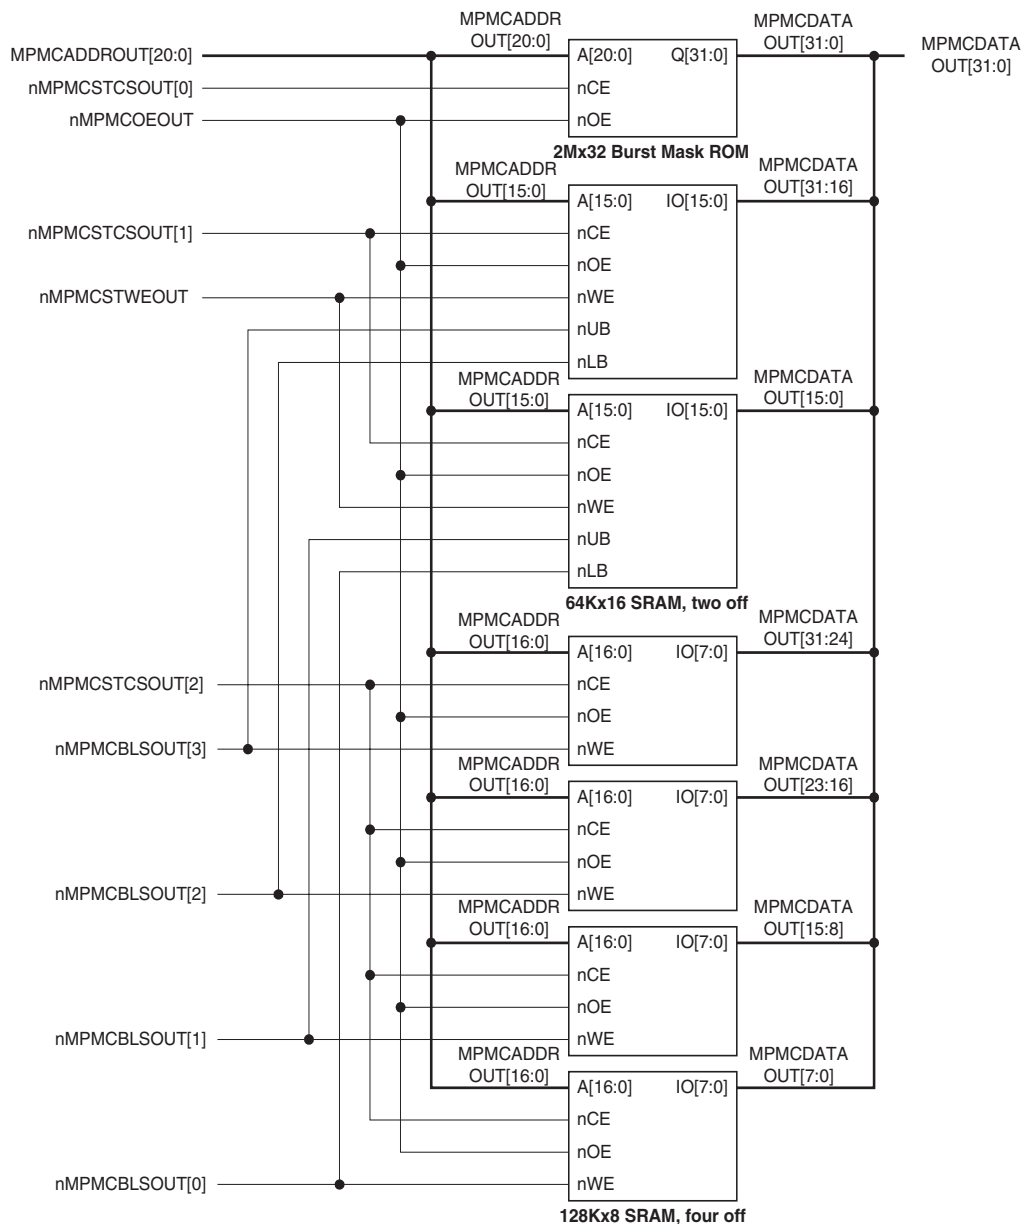 MPMCADDR
OUT[20:0]
MPMCDATA
OUT[31:0]
MPMCDATA
OUT[31:0]
MPMCADDROUT[20:0]
A[20:0] Q[31:0]
nMPMCSTCSOUT[0]
nCE
nMPMCOEOUT
nOE
2Mx32 Burst Mask ROM
MPMCADDR
OUT[15:0]
MPMCDATA
OUT[31:16]
A[15:0] IO[15:0]
nMPMCSTCSOUT[1]
nCE
nOE
nMPMCSTWEOUT
nWE
nUB
nLB
MPMCADDR
OUT[15:0]
MPMCDATA
OUT[15:0]
A[15:0] IO[15:0]
nCE
nOE
nWE
nUB
nLB
64Kx16 SRAM, two off
MPMCADDR
OUT[16:0]
MPMCDATA
OUT[31:24]
A[16:0] IO[7:0]
nMPMCSTCSOUT[2]
nCE
nOE
nMPMCBLSOUT[3]
nWE
MPMCADDR
OUT[16:0]
MPMCDATA
OUT[23:16]
A[16:0] IO[7:0]
nCE
nOE
nMPMCBLSOUT[2]
nWE
MPMCADDR
OUT[16:0]
MPMCDATA
OUT[15:8]
A[16:0] IO[7:0]
nCE
nOE
nMPMCBLSOUT[1]
nWE
MPMCADDR
OUT[16:0]
MPMCDATA
OUT[7:0]
A[16:0] IO[7:0]
nCE
nOE
nMPMCBLSOUT[0]
nWE
128Kx8 SRAM, four off